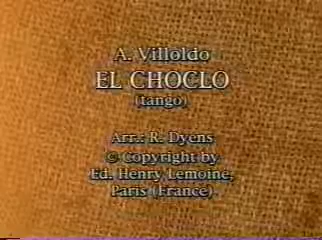 A. Villoldo
EL CHOCLO
(tango)
Arr.: R. Dyens
© Copyright by
Ed. Henry Lemoine,
Paris (France)